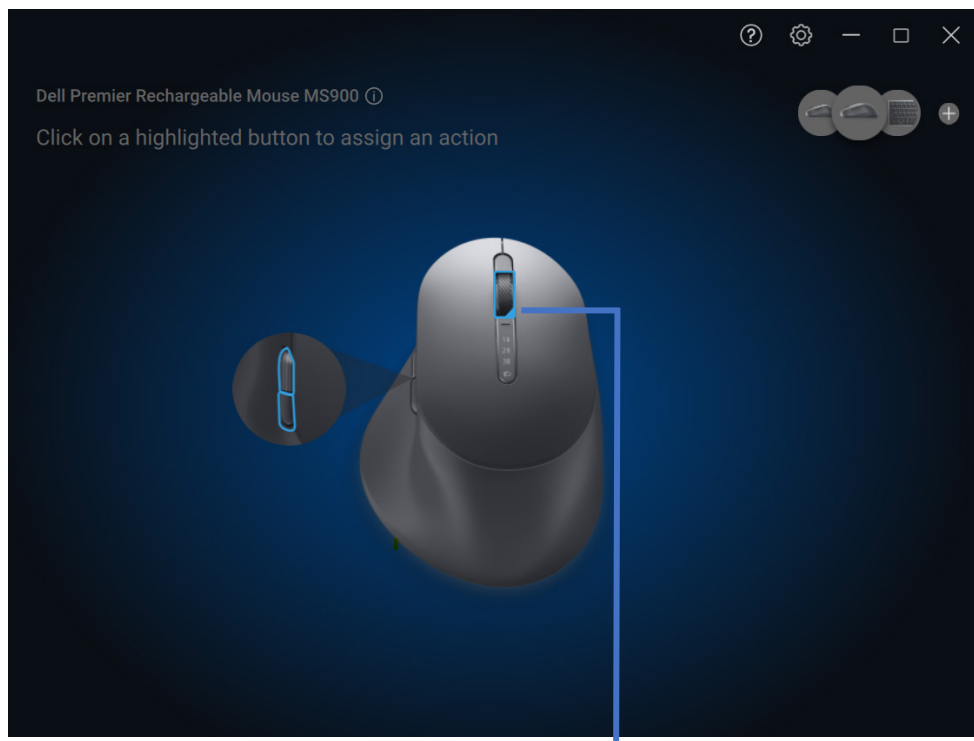 Dell Premier Rechargeable Mouse MS900
Click on a highlighted button to assign an action